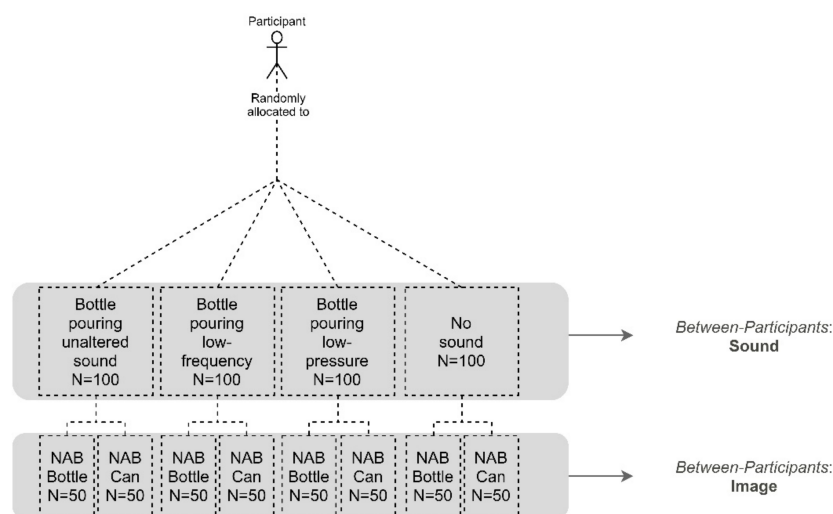 Participant
Randomly
allocated to
Bottle
pouring
unaltered
sound
N=100
Bottle
pouring
low-
frequency
N=100
Bottle
pouring
low-
pressure
N=100
No
sound
N=100
Between-Participants:
Sound
NAB
Bottle
N=50
NAB
Can
N=50
NAB
Bottle
N=50
NAB
Can
N=50
NAB
Bottle
N=50
NAB
Can
N=50
NAB
Bottle
N=50
NAB
Can
N=50
Between-Participants:
Image